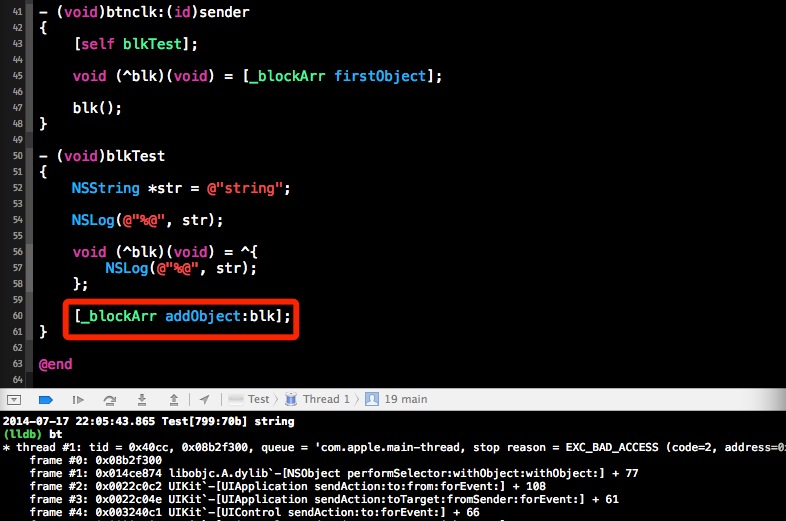 41 - (void)btnclk:(id)sender
42 {
43 [self blkTest];
44
45 void (^blk)(void) = [_blockArr firstObject];
46
47 blk();
48 }
49
50 - (void)blkTest
51 {
52 NSString *str = @"string";
53
54 NSLog(@"%@", str);
55
56 void (^blk)(void) = ^{
57 NSLog(@"%@", str);
58 };
59
60 [_blockArr addObject:blk];
61 }
62
63 @end
64
Test 〉 Thread 1 〉 19 main
2014-07-17 22:05:43.865 Test[799:70b] string
(lldb) bt
* thread #1: tid = 0x40cc, 0x08b2f300, queue = 'com.apple.main-thread, stop reason = EXC_BAD_ACCESS (code=2, address=0
frame #0: 0x08b2f300
frame #1: 0x014ce874 libobjc.A.dylib`-[NSObject performSelector:withObject:withObject:] + 77
frame #2: 0x0022c0c2 UIKit`-[UIApplication sendAction:to:from:forEvent:] + 108
frame #3: 0x0022c04e UIKit`-[UIApplication sendAction:toTarget:fromSender:forEvent:] + 61
frame #4: 0x003240c1 UIKit`-[UIControl sendAction:to:forEvent:] + 66